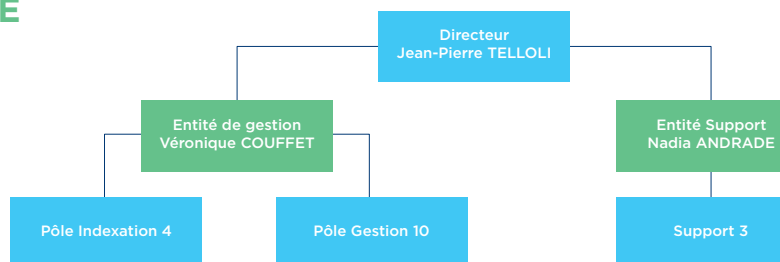 E
Directeur
Jean-Pierre TELLOLI
Entité de gestion
Véronique COUFFET
Entité Support
Nadia ANDRADE
Pôle Indexation 4
Pôle Gestion 10
Support 3